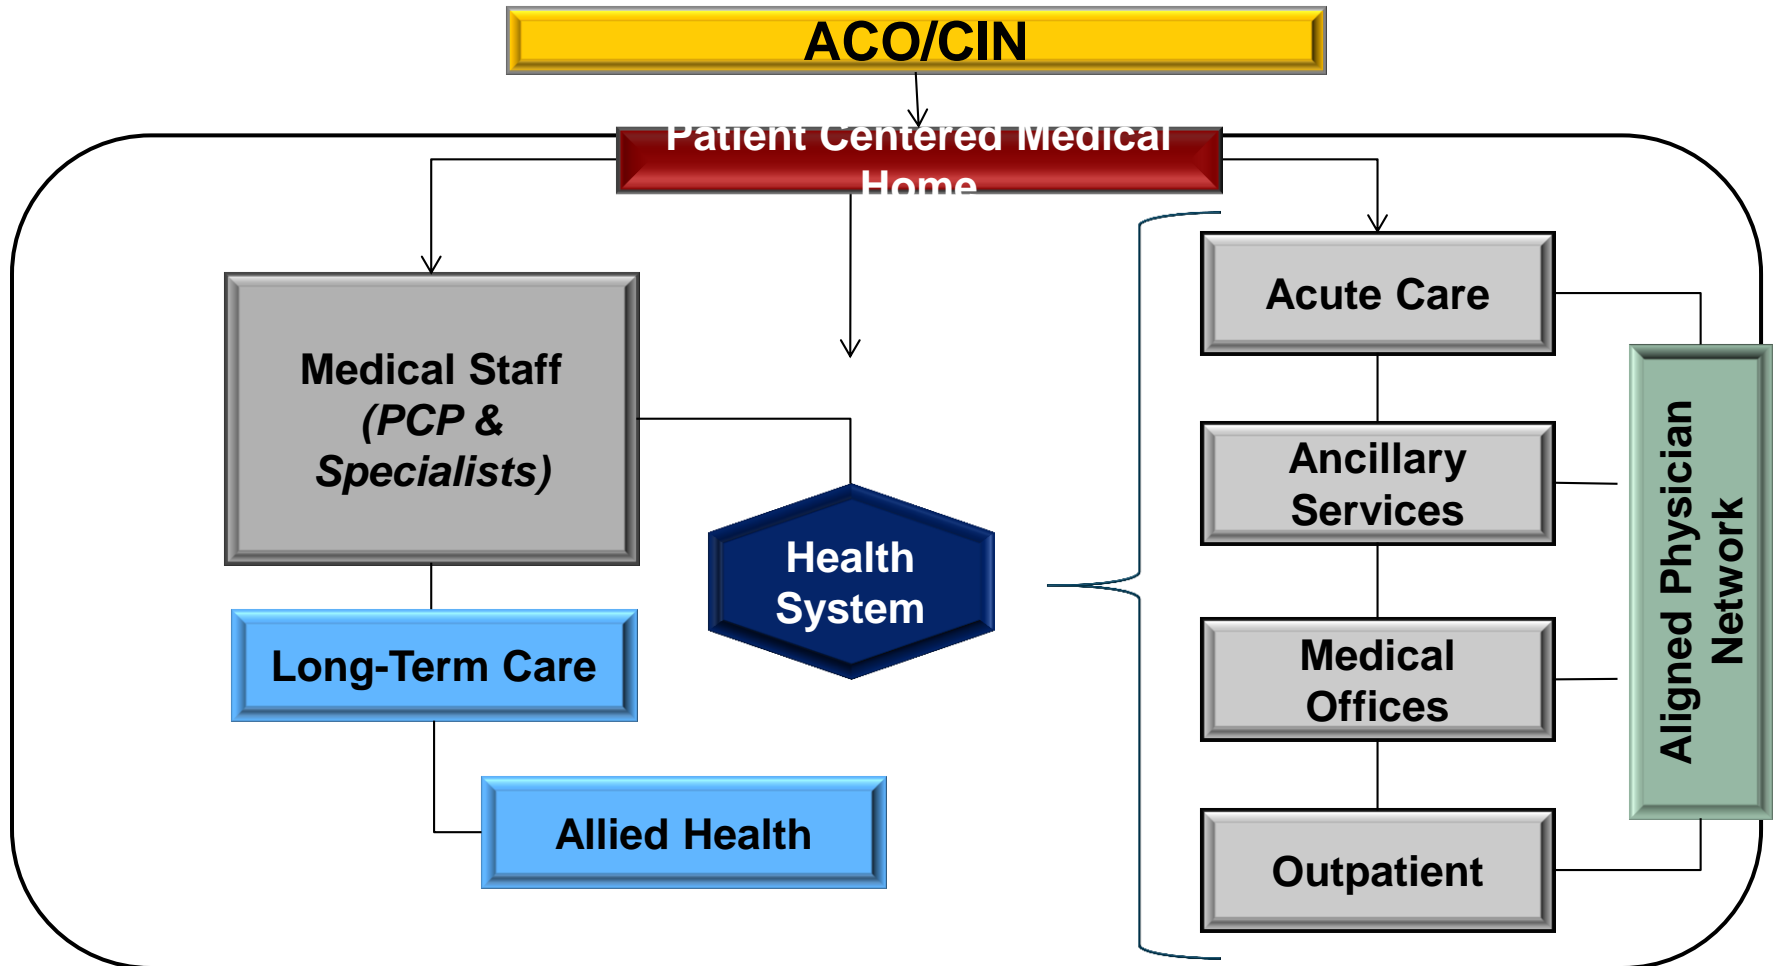 ACO/CIN
Patient Centered Medical
Home
Medical Staff
(PCP &
Specialists)
Long-Term Care
Allied Health
Health
System
Acute Care
Ancillary
Services
Medical
Offices
Outpatient
Aligned Physician
Network